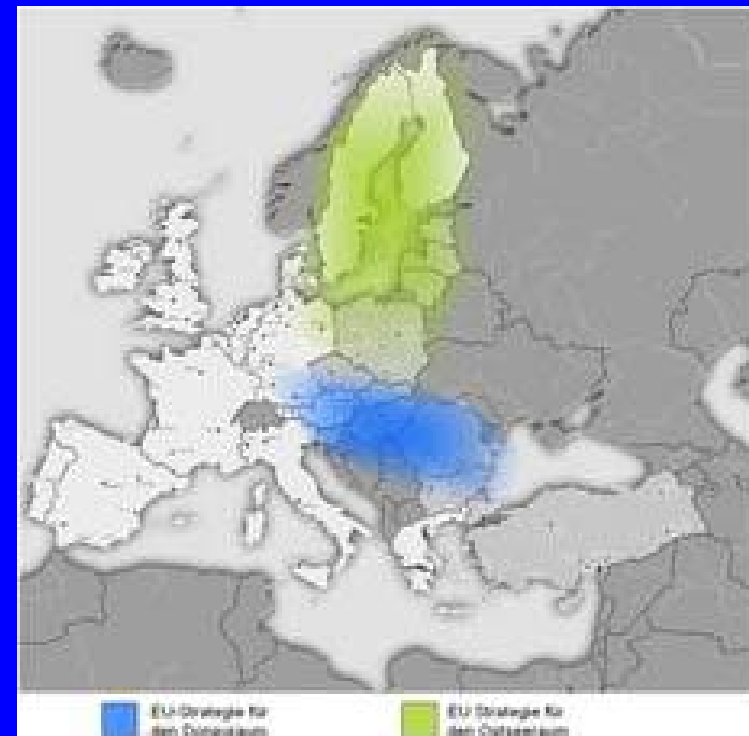 EU Strategie für
den Donauraum
EU Strategie für
den Ostseeraum